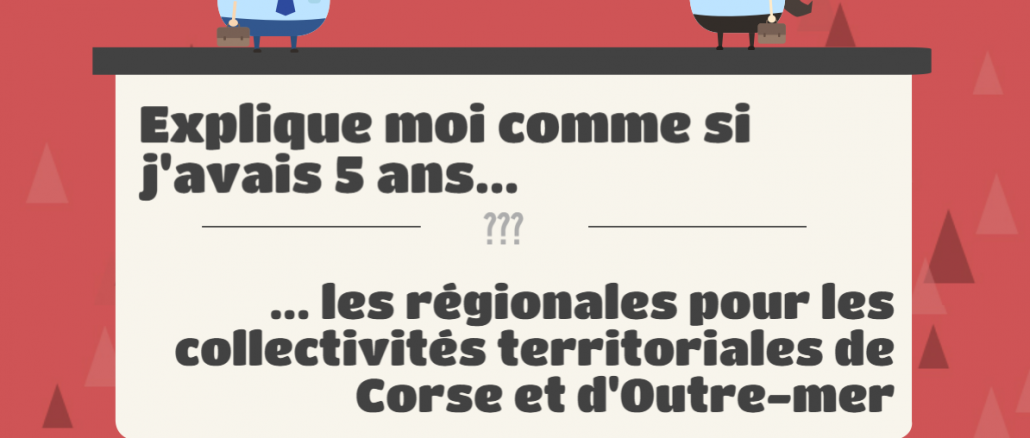 Explique moi comme si
j'avais 5 ans...
???
... les régionales pour les
collectivités territoriales de
Corse et d'Outre-mer